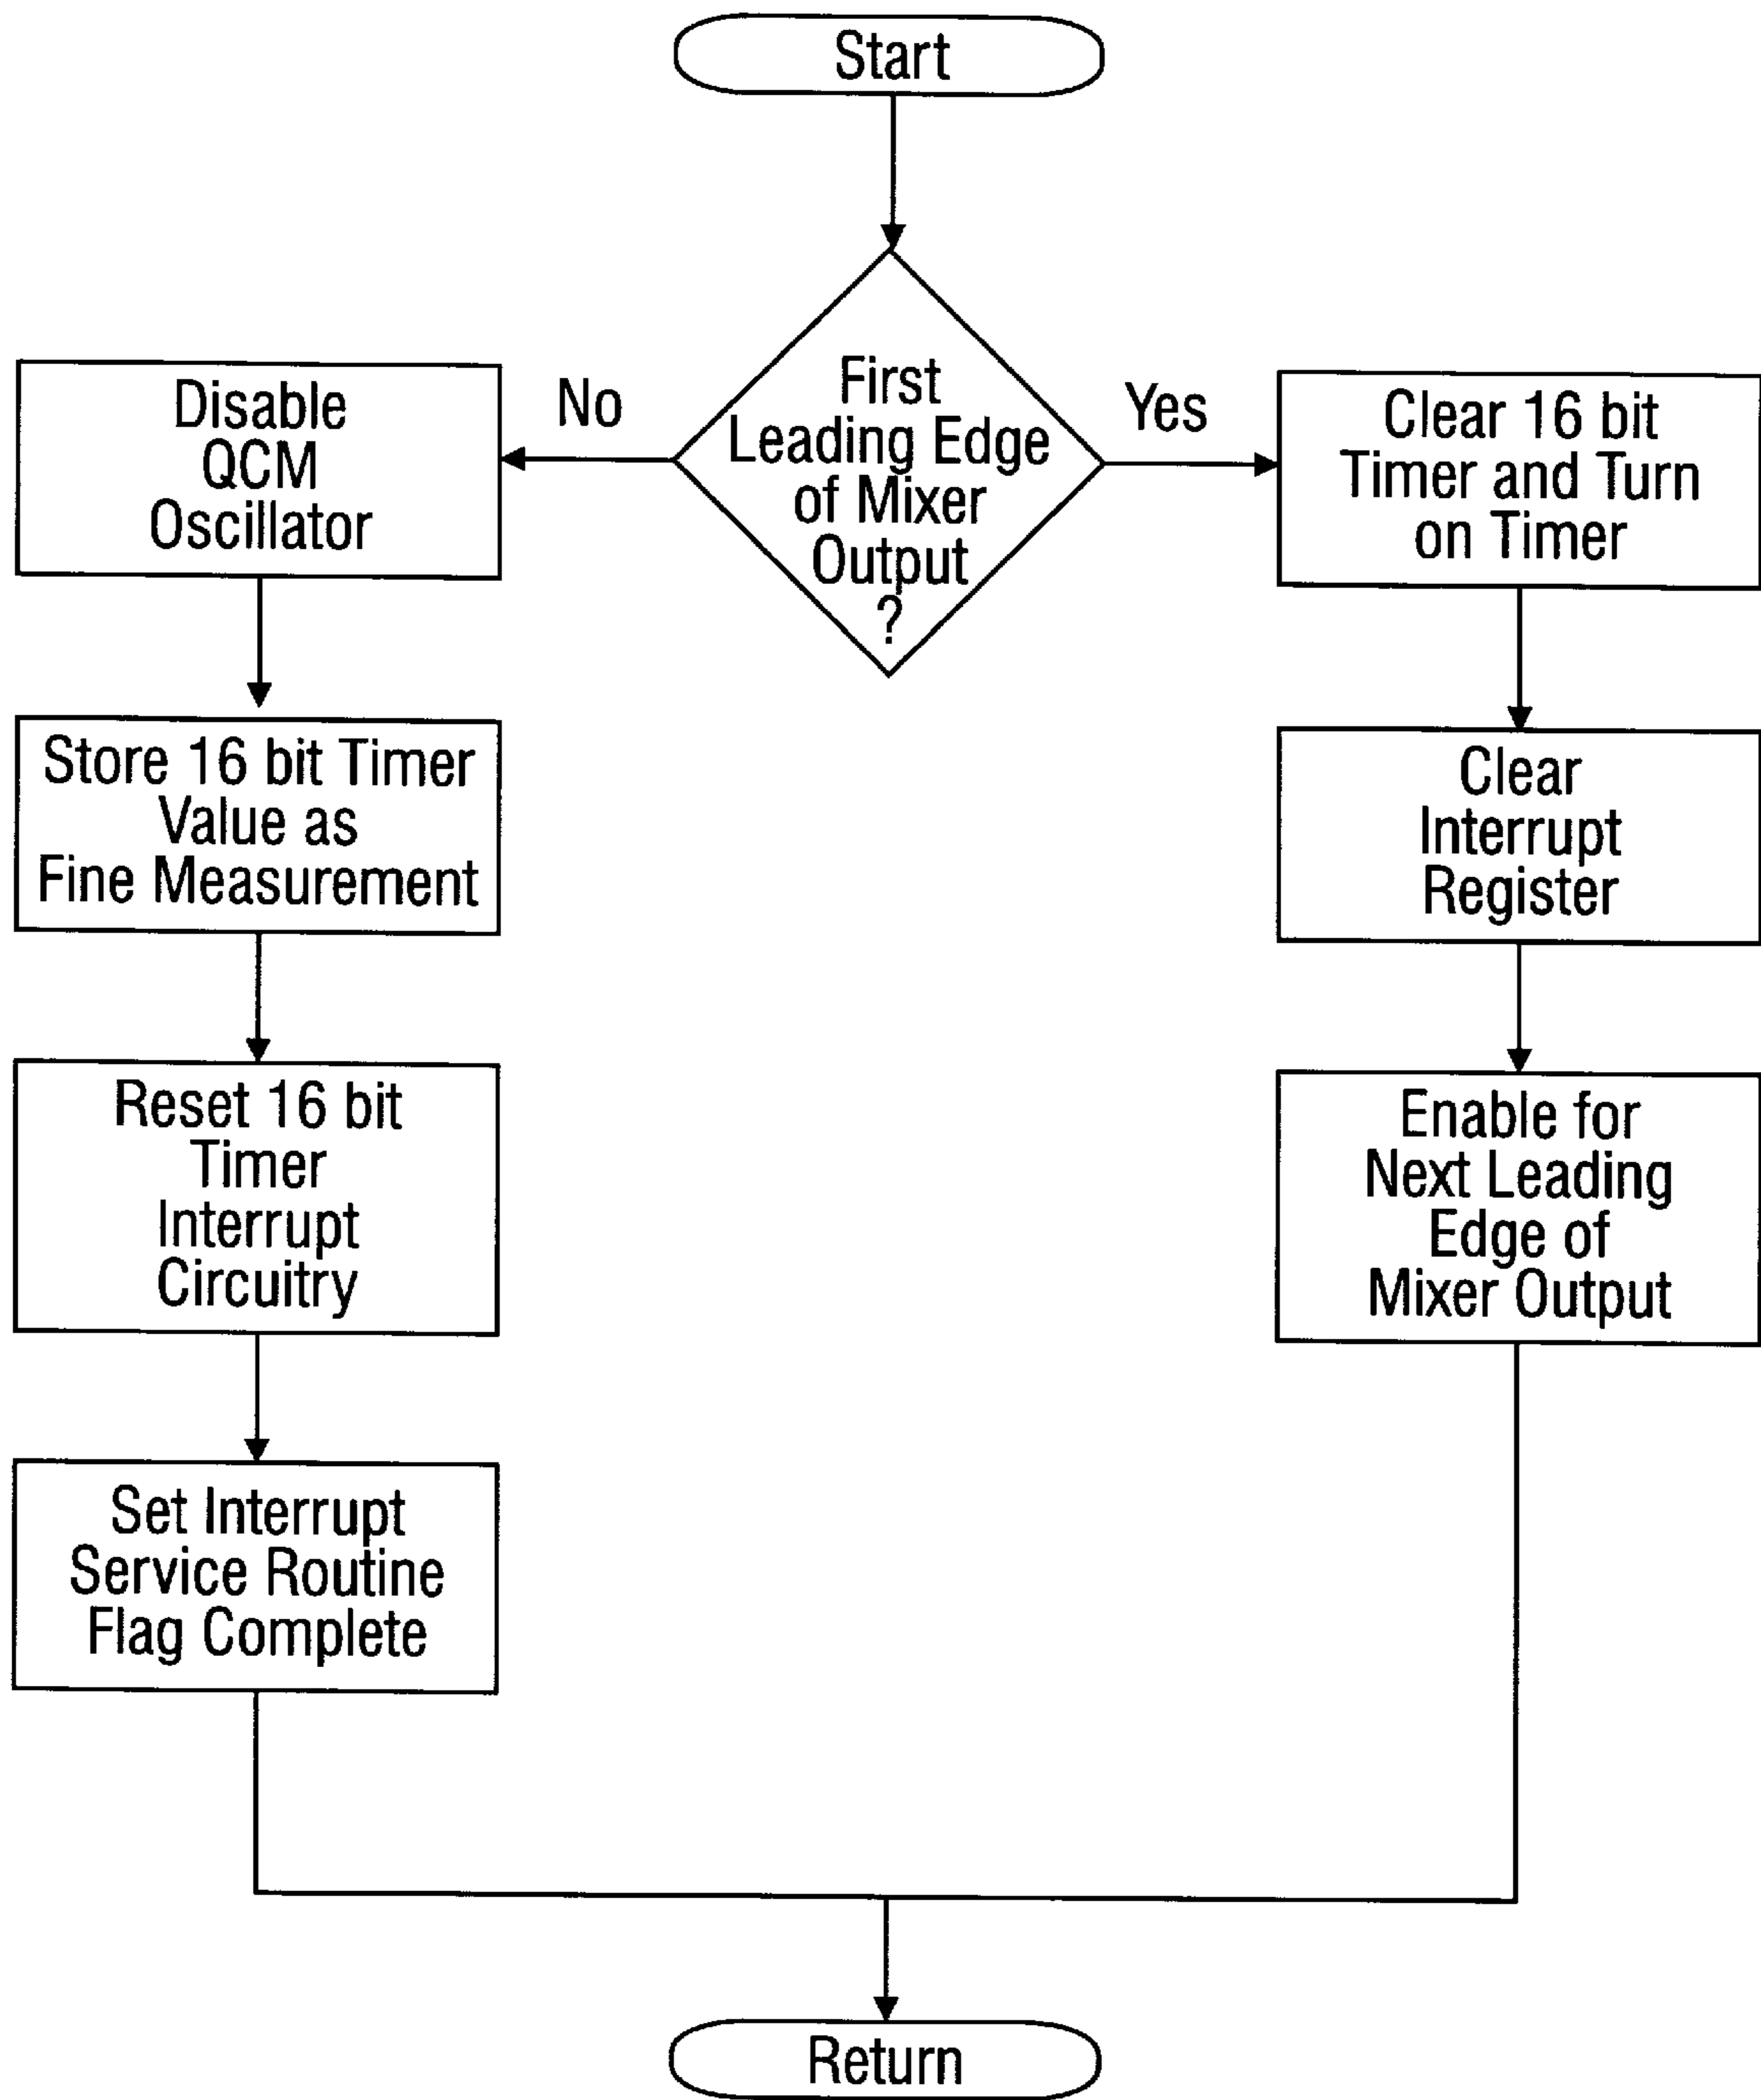 Start
First
Leading Edge
of Mixer
Output
?
No
Yes
Disable
QCM
Oscillator
Store 16 bit Timer
Value as
Fine Measurement
Reset 16 bit
Timer
Interrupt
Circuitry
Set Interrupt
Service Routine
Flag Complete
Clear 16 bit
Timer and Turn
on Timer
Clear
Interrupt
Register
Enable for
Next Leading
Edge of
Mixer Output
Return